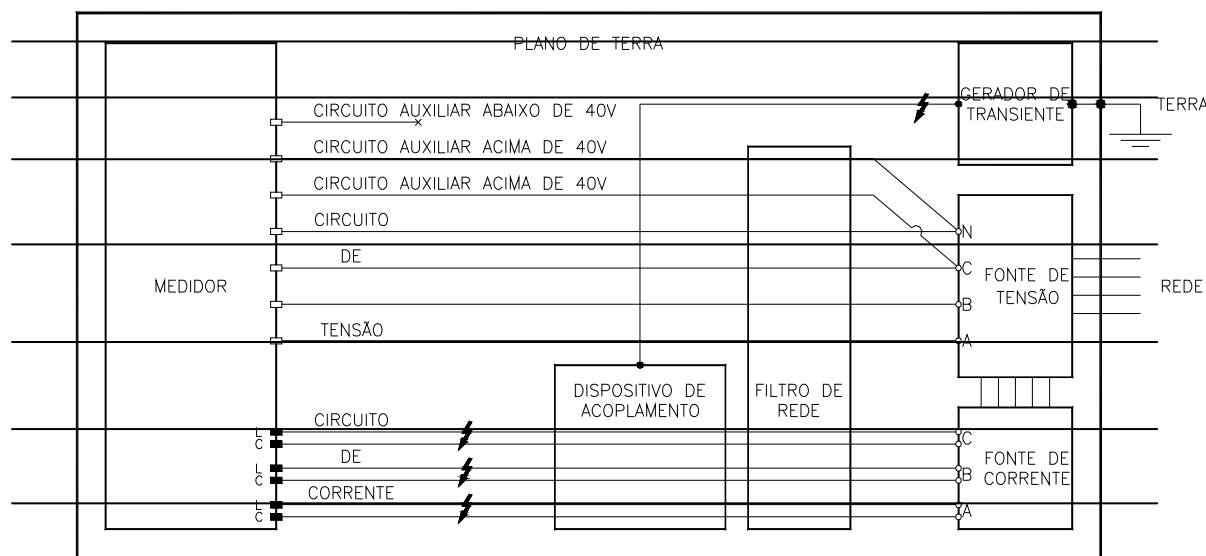 PLANO DE TERRA
CIRCUITO AUXILIAR ABAIXO DE 40V
GERADOR DE
TRANSIENTE
TERRA
CIRCUITO AUXILIAR ACIMA DE 40V
CIRCUITO AUXILIAR ACIMA DE 40V
CIRCUITO
N
DE
C
MEDIDOR
FONTE DE
TENSÃO
REDE
B
TENSÃO
A
DISPOSITIVO DE
ACOPLAMENTO
FILTRO DE
REDE
CIRCUITO
L
C
C
DE
FONTE DE
CORRENTE
L
C
B
CORRENTE
L
C
A